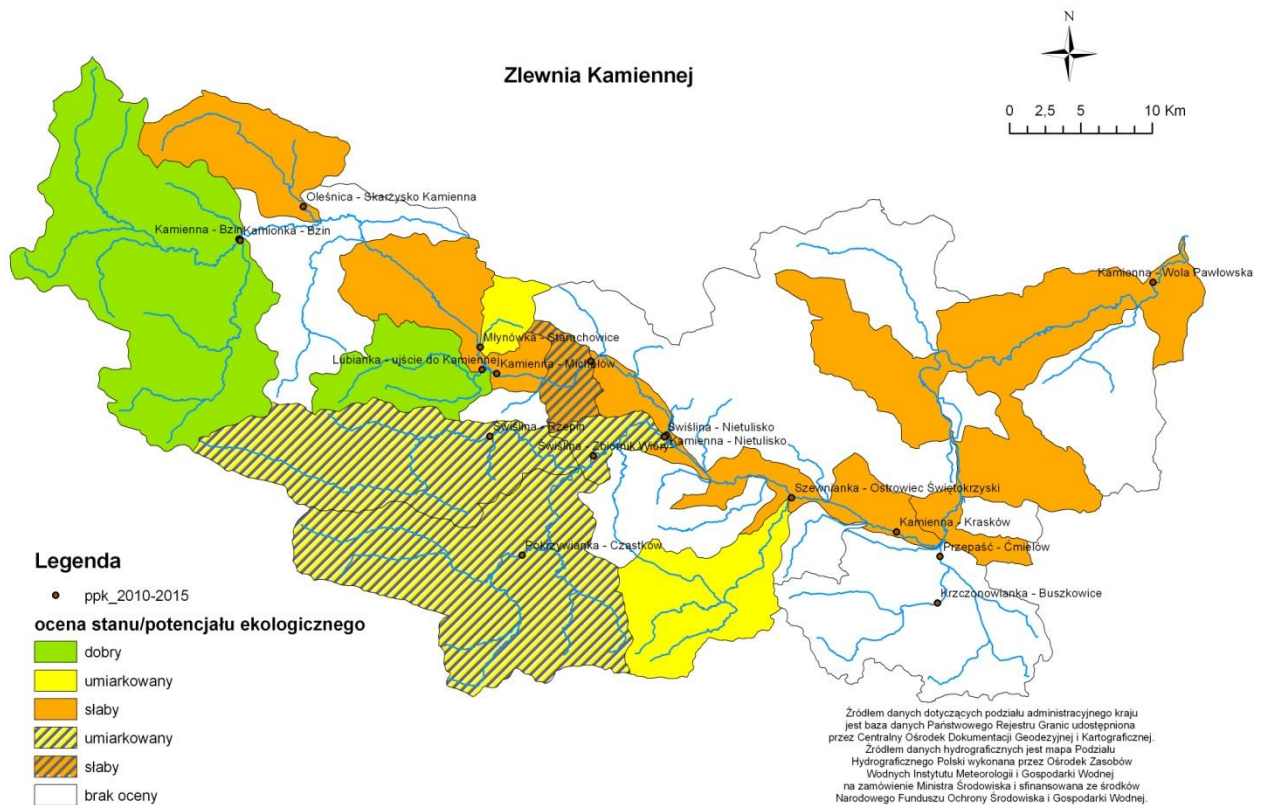 N
Zlewnia Kamiennej
0 2,5 5 10 Km
Oleśnica - Skarżysko Kamienna
Kamienna - Bzin
Kamionka - Bzin
Kamienna - Wola Pawłowska
Młynówka - Starachowice
Lubianka - ujście do Kamiennej
Kamienna - Michałów
Świślina - Rzepin
Świślina - Nietulisko
Kamienna - Nietulisko
Świślina - Zbiornik Wióry
Szewnianka - Ostrowiec Świętokrzyski
Kamienna - Krasków
Pokrzywianka - Czastków
Przepaść - Ćmielów
Krzczonowianka - Buszkowice
Legenda
ppk_2010-2015
ocena stanu/potencjału ekologicznego
dobry
umiarkowany
słaby
umiarkowany
słaby
brak oceny
Źródłem danych dotyczących podziału administracyjnego kraju
jest baza danych Państwowego Rejestru Granic udostępniona
przez Centralny Ośrodek Dokumentacji Geodezyjnej i Kartograficznej.
Źródłem danych hydrograficznych jest mapa Podziału
Hydrograficznego Polski wykonana przez Ośrodek Zasobów
Wodnych Instytutu Meteorologii i Gospodarki Wodnej
na zamówienie Ministra Środowiska i sfinansowana ze środków
Narodowego Funduszu Ochrony Środowiska i Gospodarki Wodnej.